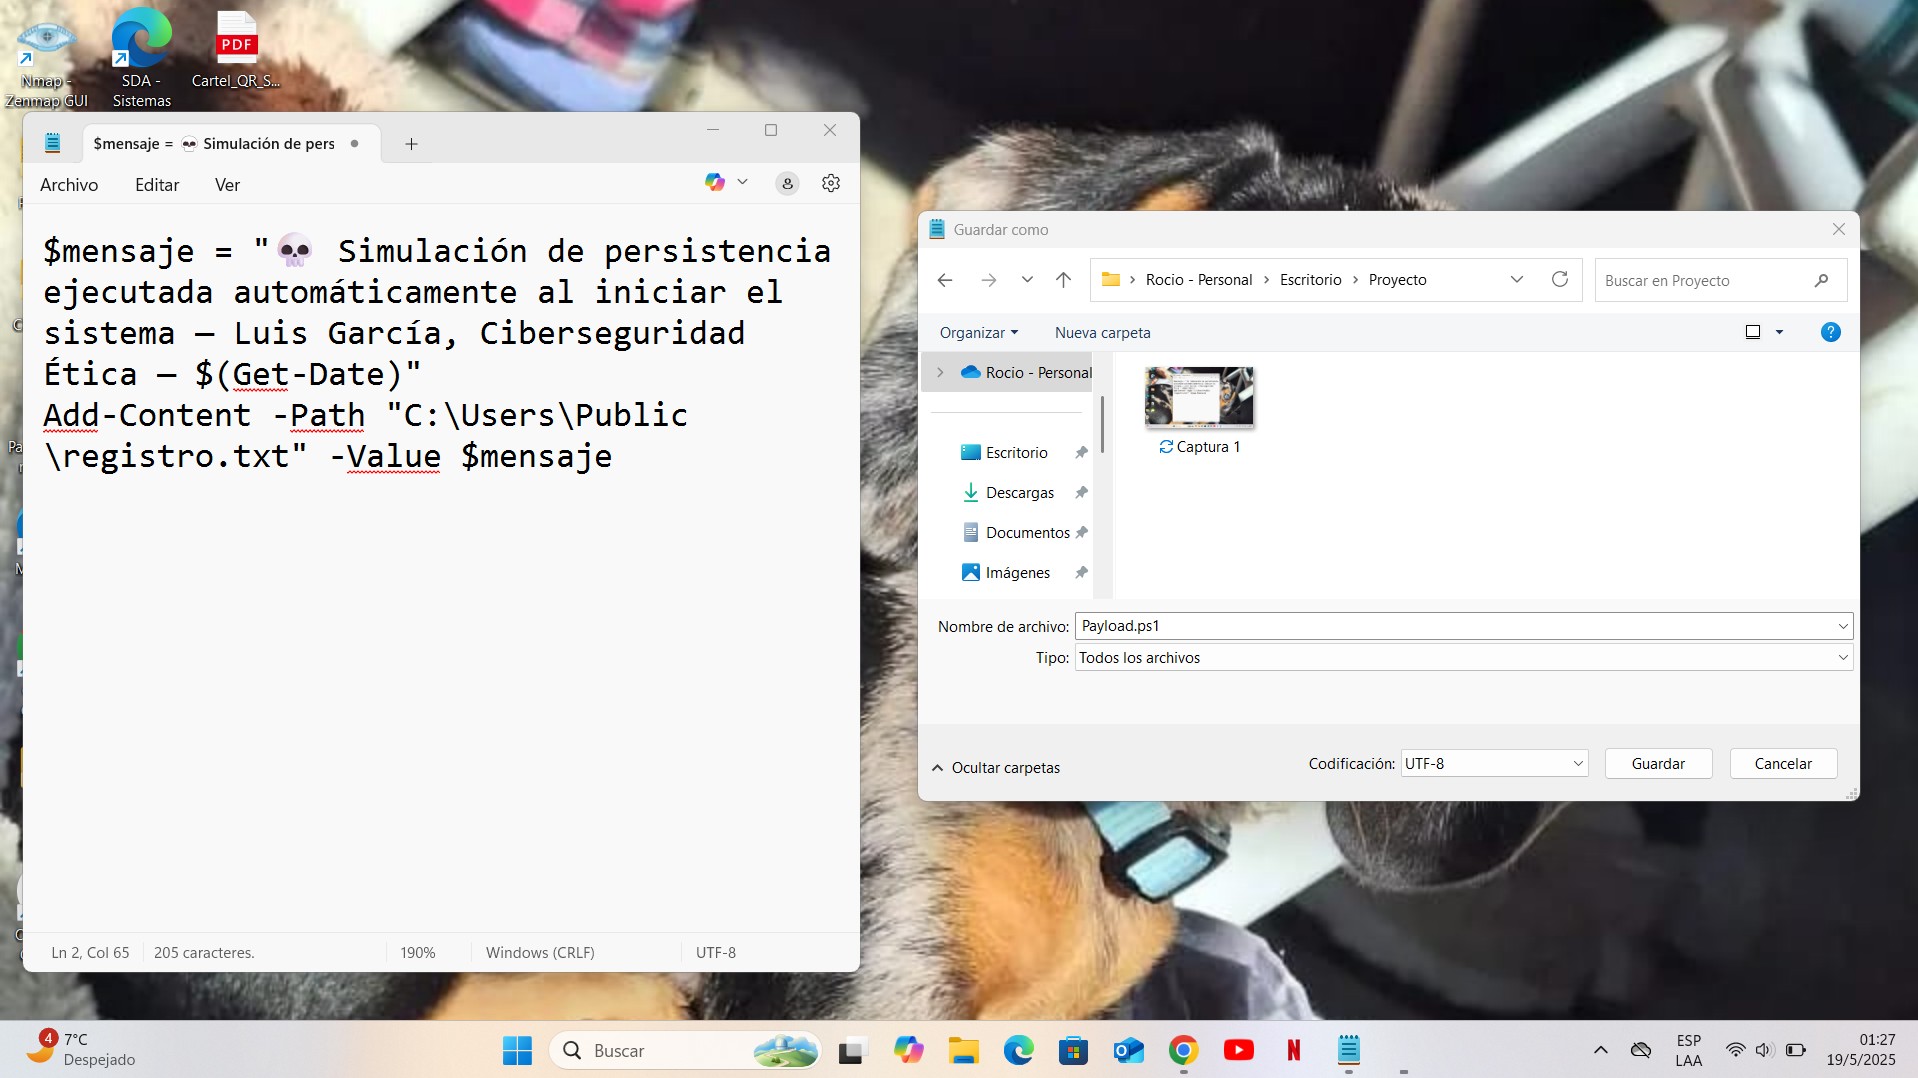 Nmap -
Zenmap GUI
SDA -
Sistemas
PDF
Cartel_QR_S...
$mensaje = 💀 Simulación de pers
Archivo
Editar
Ver
$mensaje = "💀 Simulación de persistencia
ejecutada automáticamente al iniciar el
sistema — Luis García, Ciberseguridad
Ética — $(Get-Date)"
Add-Content -Path "C:\Users\Public
\registro.txt" -Value $mensaje
Ln 2, Col 65
205 caracteres.
190%
Windows (CRLF)
UTF-8
Guardar como
Rocio - Personal > Escritorio > Proyecto
Buscar en Proyecto
Organizar
Nueva carpeta
Rocio - Personal
Escritorio
Descargas
Documentos
Imágenes
Captura 1
Nombre de archivo: Payload.ps1
Tipo: Todos los archivos
Ocultar carpetas
Codificación: UTF-8
Guardar
Cancelar
4
7°C
Despejado
Buscar
ESP
LAA
01:27
19/5/2025